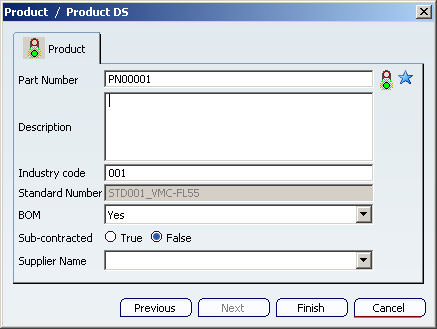 Product / Product DS
Product
Part Number PN00001
Description
Industry code 001
Standard Number STD001_VMC-FL55
BOM Yes
Sub-contracted True False
Supplier Name
Previous Next Finish Cancel